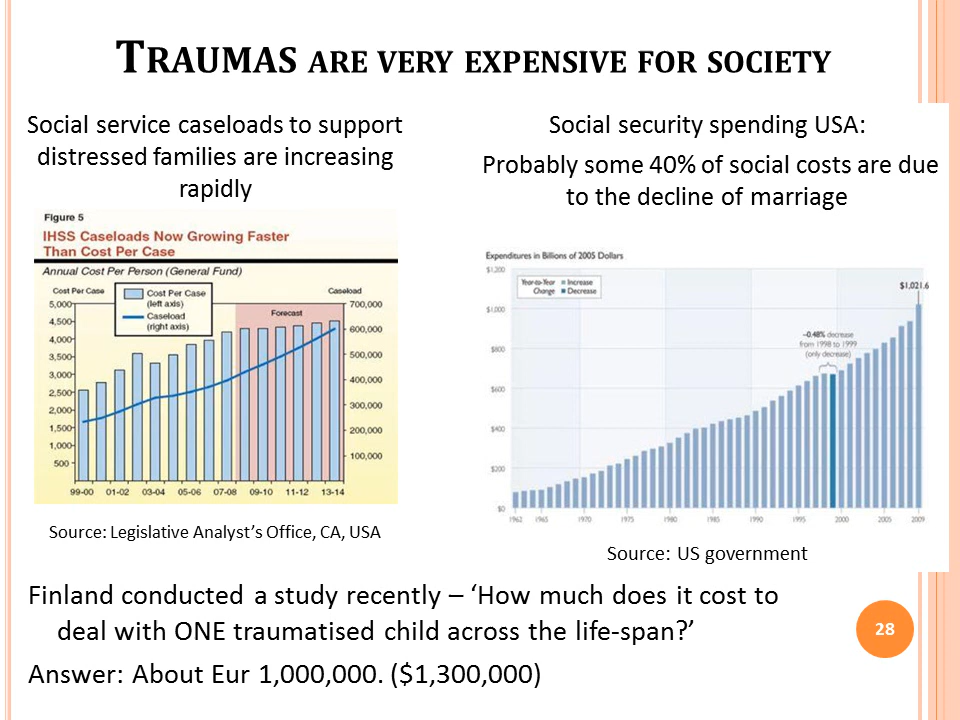 TRAUMAS ARE VERY EXPENSIVE FOR SOCIETY
Social service caseloads to support
distressed families are increasing
rapidly
Figure 5
IHSS Caseloads Now Growing Faster
Than Cost Per Case
Annual Cost Per Person (General Fund)
Cost Per Case
Caseload
Cost Per Case
(left axis)
Caseload
(right axis)
Forecast
5,000
4,500
4,000
3,500
3,000
2,500
2,000
1,500
1,000
500
700,000
600,000
500,000
400,000
300,000
200,000
100,000
99-00 01-02 03-04 05-06 07-08 09-10 11-12 13-14
Source: Legislative Analyst's Office, CA, USA
Social security spending USA:
Probably some 40% of social costs are due
to the decline of marriage
Expenditures in Billions of 2005 Dollars
$1,200
$1,000
$800
$600
$400
$200
$0
Year-to-Year Increase
Change Decrease
$1,021.6
-0.48% decrease
from 1998 to 1999
(only decrease)
1962 1965 1970 1975 1980 1985 1990 1995 2000 2005 2009
Source: US government
Finland conducted a study recently – ‘How much does it cost to
deal with ONE traumatised child across the life-span?’
Answer: About Eur 1,000,000. ($1,300,000)
28